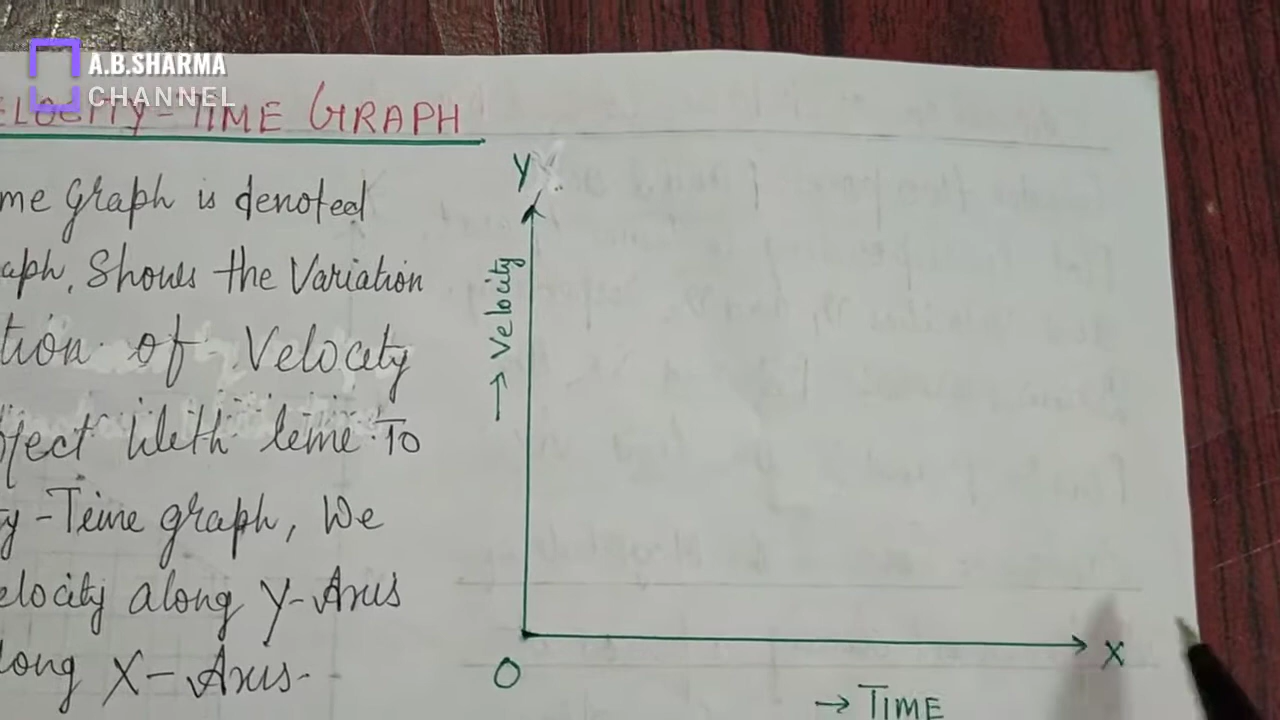 A.B.SHARMA
CHANNEL
ELOCITY-TIME GRAPH
me graph is denoted
aph, Shows the Variation
tion of Velocity
ject with time To
y-Time graph, We
elocity along Y-Axis
long X-Axis.
Y
→ Velocity
O
X
→ TIME